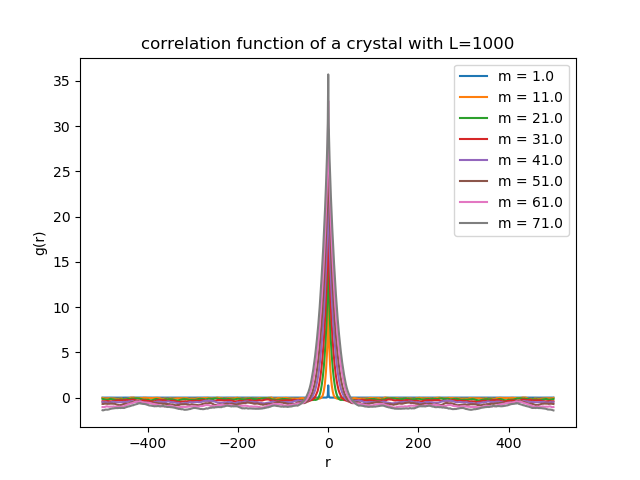 correlation function of a crystal with L=1000
g(r)
35
30
25
20
15
10
5
0
m = 1.0
m = 11.0
m = 21.0
m = 31.0
m = 41.0
m = 51.0
m = 61.0
m = 71.0
−400 −200 0 200 400
r